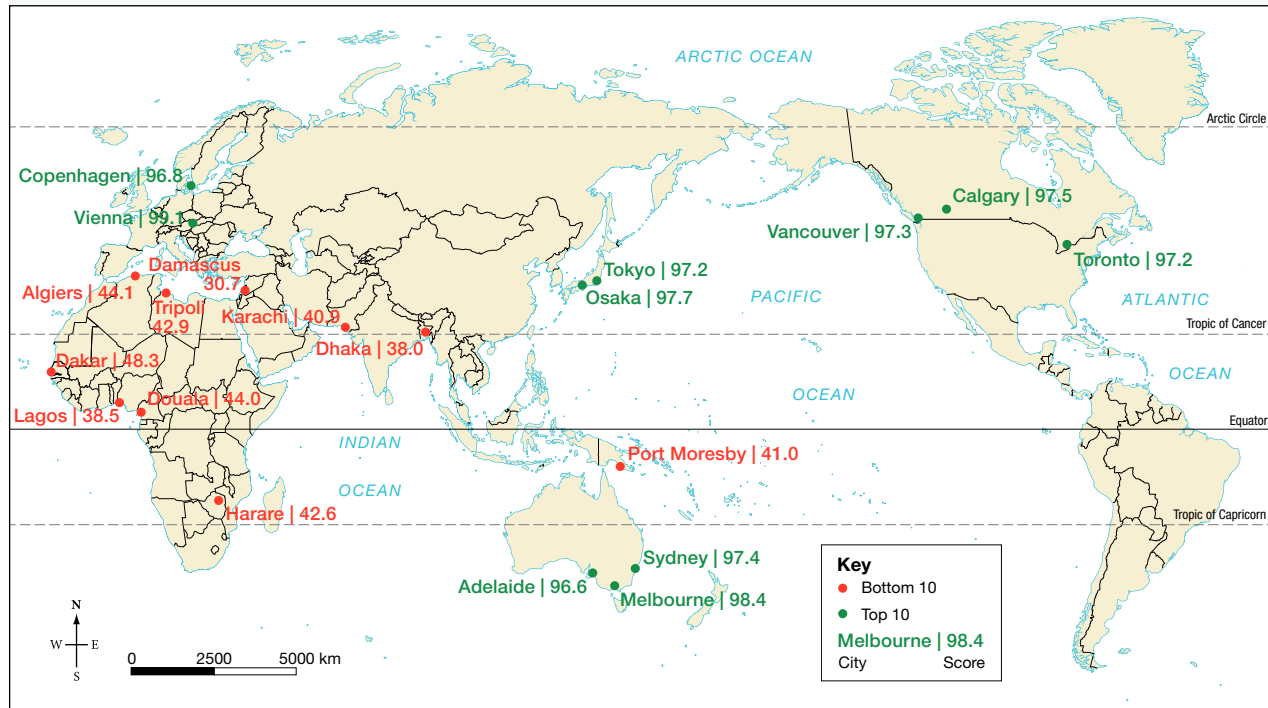 ARCTIC OCEAN
Arctic Circle
Copenhagen | 96.8
Vienna | 99.1
Calgary | 97.5
Vancouver | 97.3
Toronto | 97.2
Damascus
30.7
Algiers | 44.1
Tripoli
42.9
Karachi | 40.9
Dhaka | 38.0
Tokyo | 97.2
Osaka | 97.7
PACIFIC
ATLANTIC
Tropic of Cancer
Dakar | 48.3
Douala | 44.0
Lagos | 38.5
OCEAN
OCEAN
Equator
INDIAN
OCEAN
Port Moresby | 41.0
Harare | 42.6
Tropic of Capricorn
Sydney | 97.4
Adelaide | 96.6
Melbourne | 98.4
Key
Bottom 10
Top 10
Melbourne | 98.4
City Score
N
W E
S
0 2500 5000 km